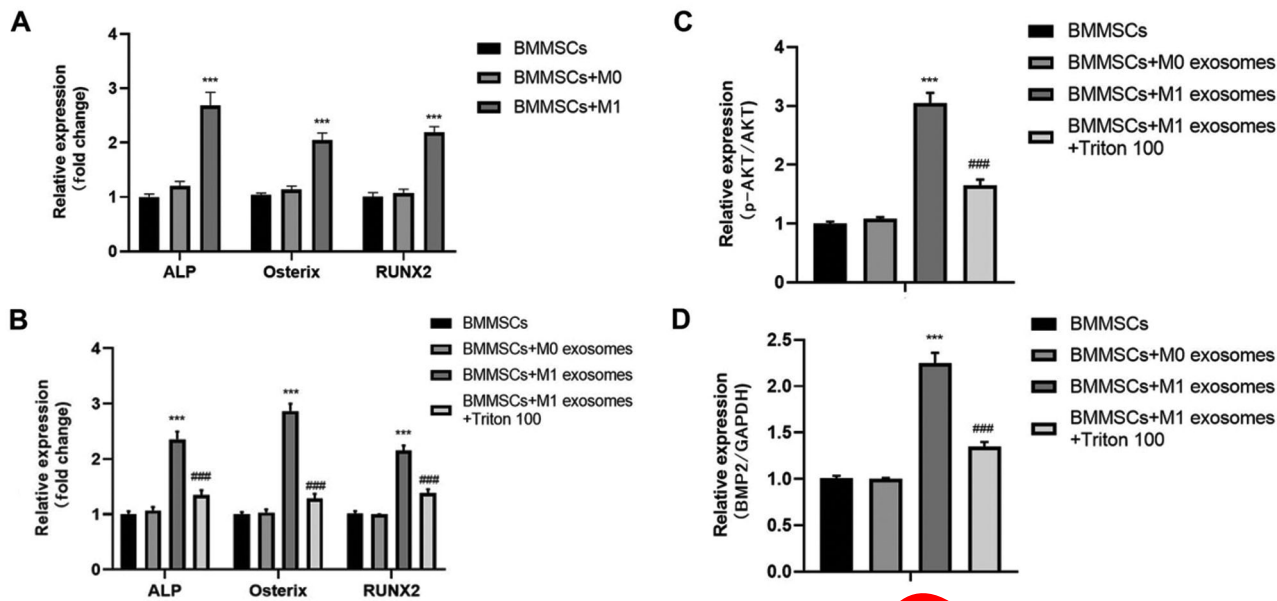 A
Relative expression
(fold change)
4
3
2
1
0
***
***
***
ALP
Osterix
RUNX2
BMMSCs
BMMSCs+M0
BMMSCs+M1
B
Relative expression
(fold change)
4
3
2
1
0
***
###
***
###
***
###
ALP
Osterix
RUNX2
BMMSCs
BMMSCs+M0 exosomes
BMMSCs+M1 exosomes
BMMSCs+M1 exosomes
+Triton 100
C
Relative expression
(p-AKT/AKT)
4
3
2
1
0
***
###
BMMSCs
BMMSCs+M0 exosomes
BMMSCs+M1 exosomes
BMMSCs+M1 exosomes
+Triton 100
D
Relative expression
(BMP2/GAPDH)
2.5
2.0
1.5
1.0
0.5
0.0
***
###
BMMSCs
BMMSCs+M0 exosomes
BMMSCs+M1 exosomes
BMMSCs+M1 exosomes
+Triton 100